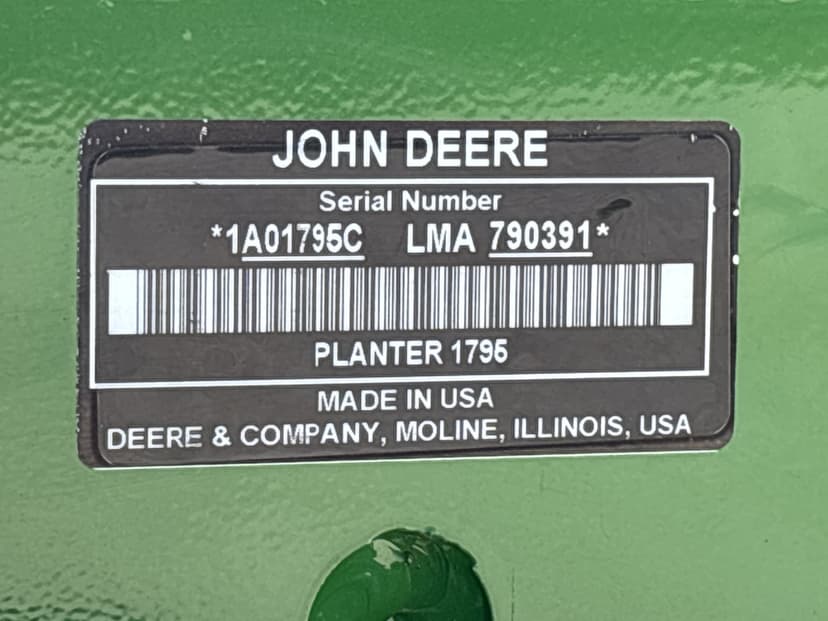 JOHN DEERE
Serial Number
*1A01795C LMA 790391*
PLANTER 1795
MADE IN USA
DEERE & COMPANY, MOLINE, ILLINOIS, USA